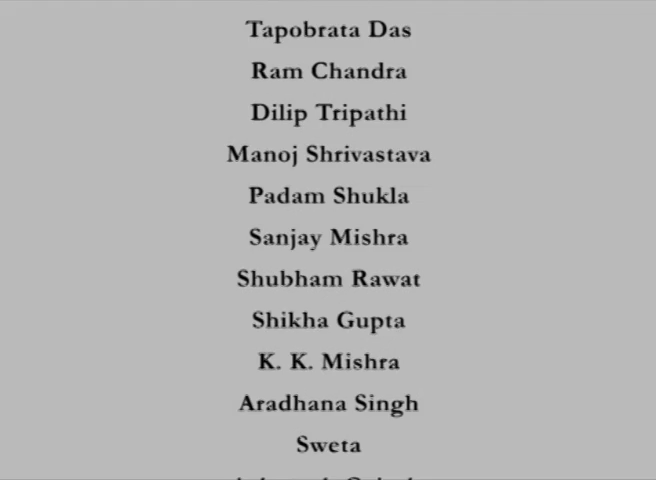 Tapobrata Das
Ram Chandra
Dilip Tripathi
Manoj Shrivastava
Padam Shukla
Sanjay Mishra
Shubham Rawat
Shikha Gupta
K. K. Mishra
Aradhana Singh
Sweta